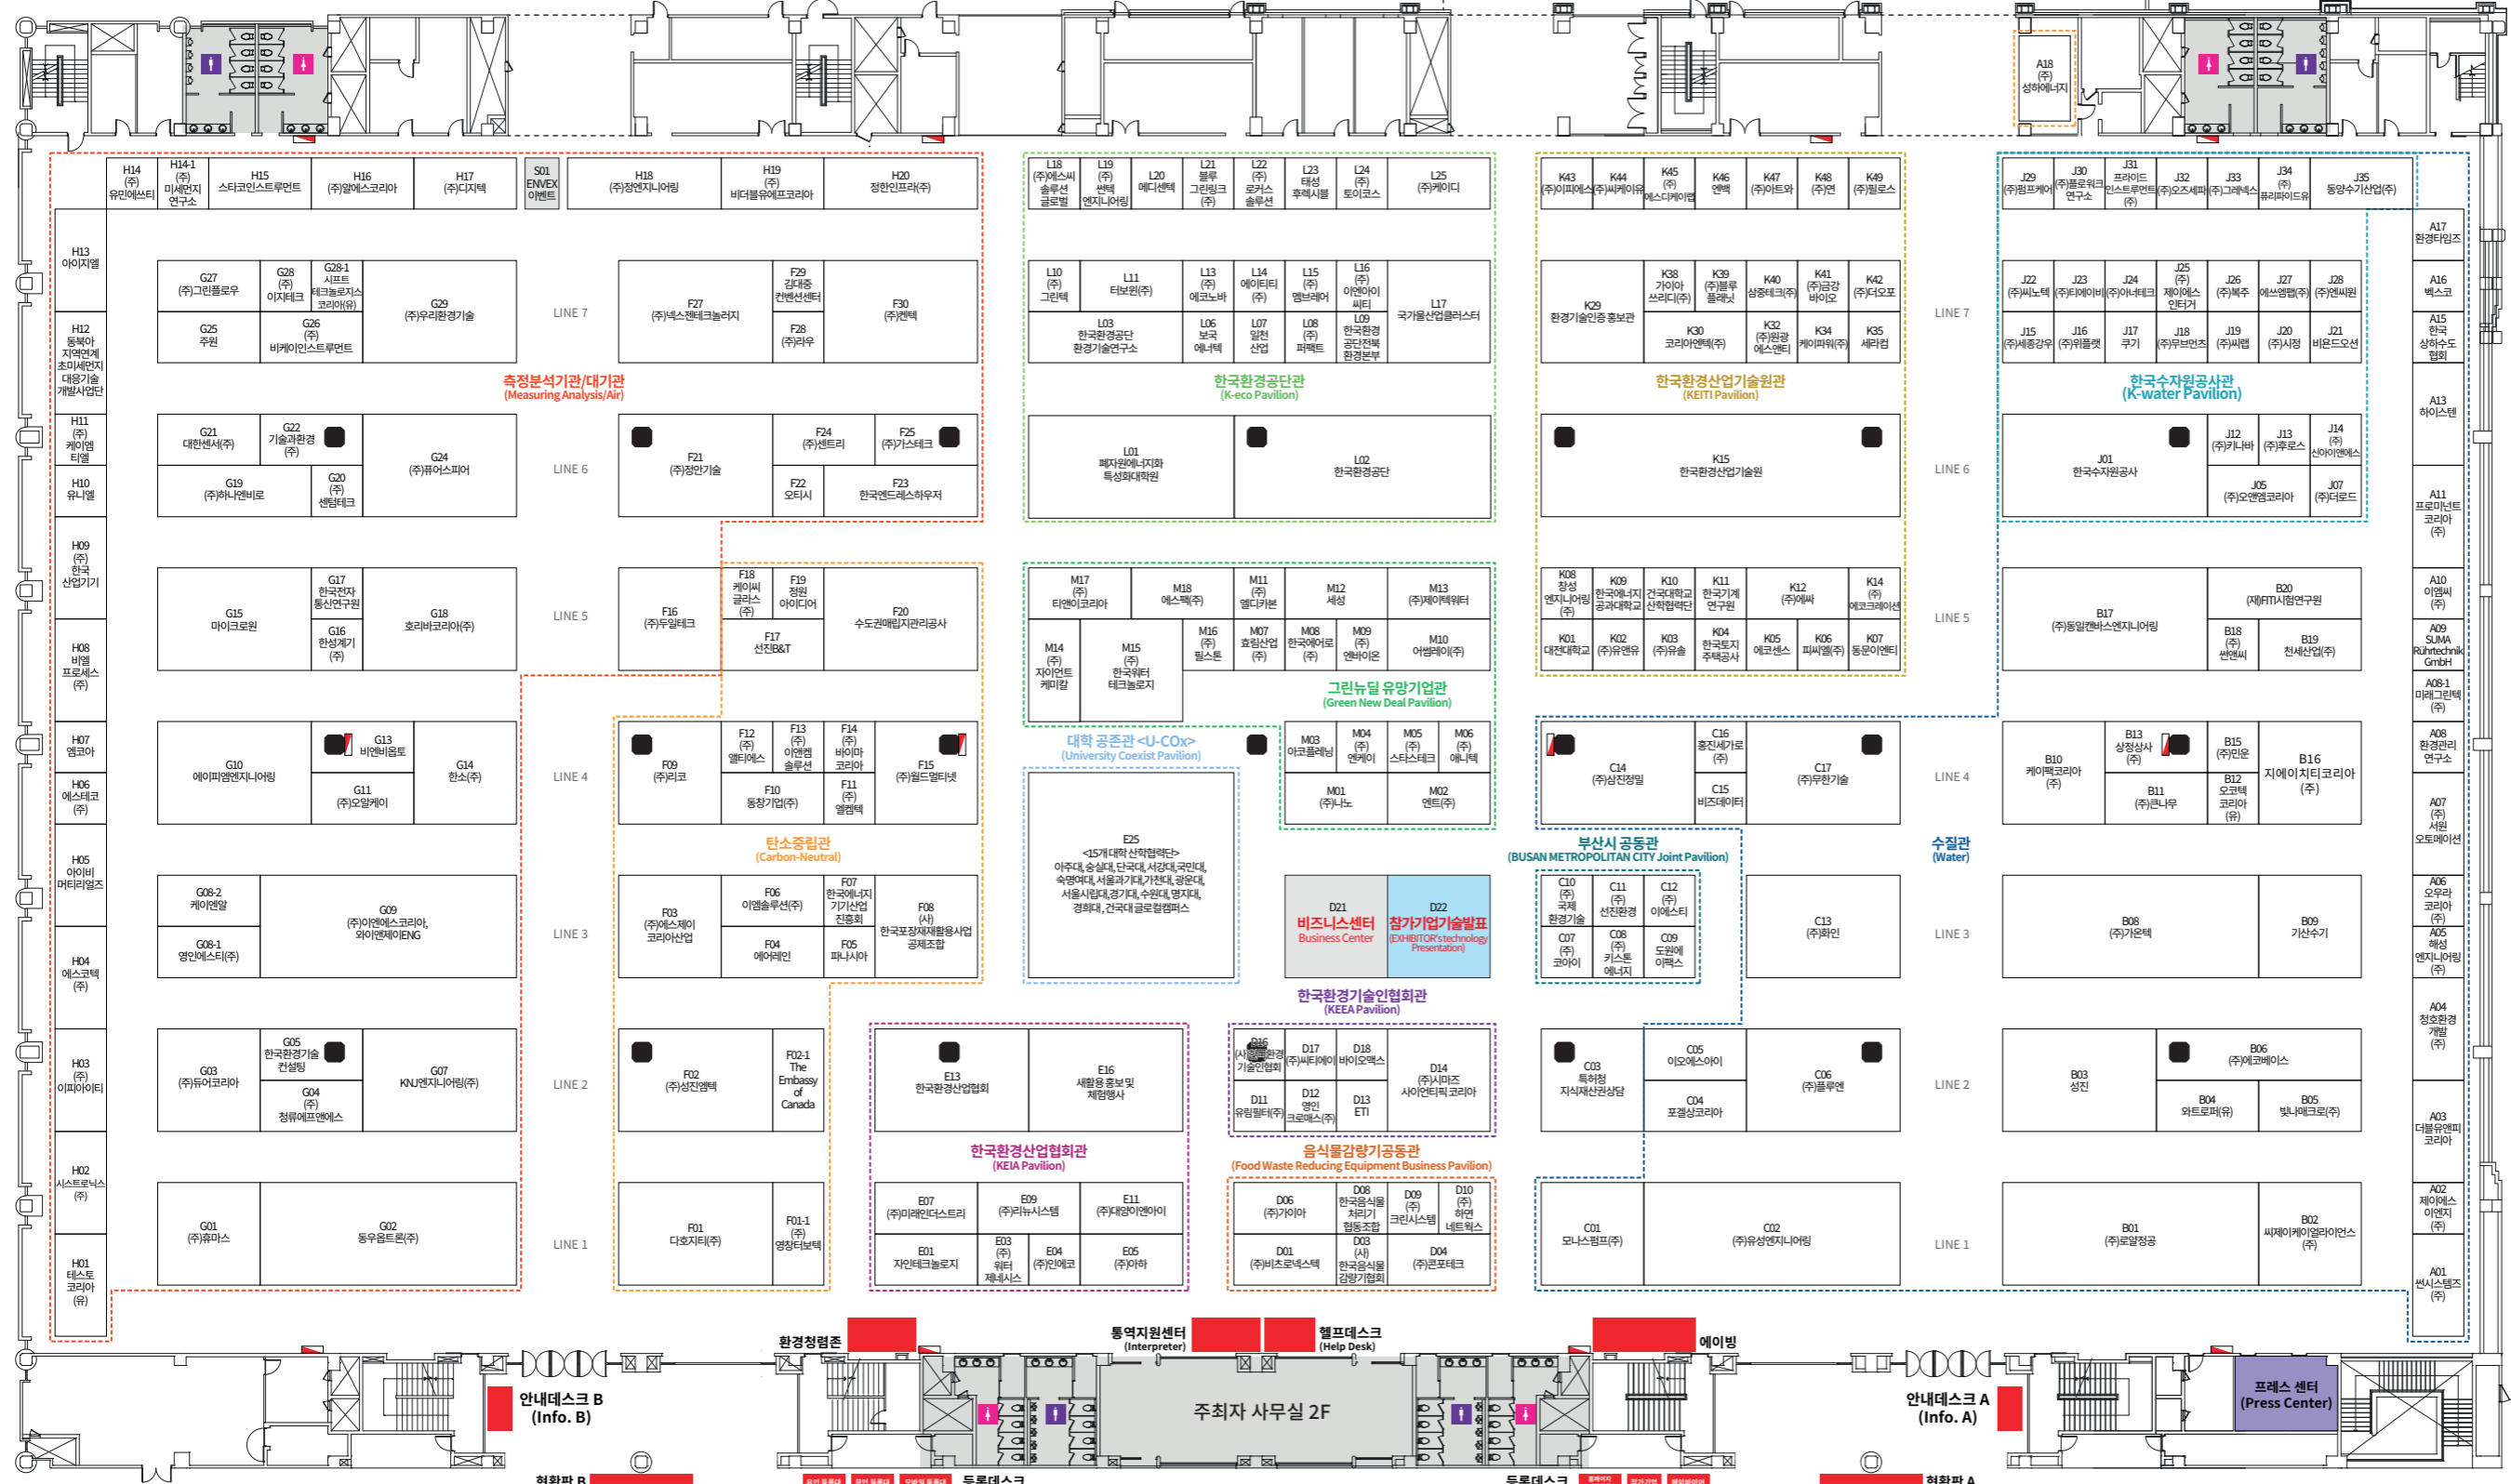 A18
(주)
성하에너지
H14
(주)
유민에쓰티
H14-1
(주)
미세먼지
연구소
H15
스타코인스트루먼트
H16
(주)알에스코리아
H17
(주)디지텍
S01
ENVEX
이벤트
H18
(주)정엔지니어링
H19
(주)
비더블유에프코리아
H20
정한인프라(주)
L18
(주)에스씨
솔루션
글로벌
L19
(주)
썬텍
엔지니어링
L20
메디센텍
L21
블루
그린링크
(주)
L22
(주)
로커스
솔루션
L23
태성
후렉시블
L24
(주)
토이코스
L25
(주)케이디
K43
(주)이피에스
K44
(주)씨케이유
K45
(주)
에스디케이랩
K46
엔백
K47
(주)아트와
K48
(주)연
K49
(주)필로스
J29
(주)펌프케어
J30
(주)플로워크
연구소
J31
프라이드
인스트루먼트
(주)
J32
(주)오즈세파
J33
(주)그레넥스
J34
(주)
퓨리파이드유
J35
동양수기산업(주)
H13
아이지엘
G27
(주)그린플로우
G28
(주)
이지테크
G28-1
시프트
테크놀로지스
코리아(유)
G29
(주)우리환경기술
G25
주원
G26
(주)
비케이인스트루먼트
LINE 7
F27
(주)넥스젠테크놀러지
F29
김대중
컨벤션센터
F28
(주)라우
F30
(주)켄텍
L10
(주)
그린텍
L11
터보윈(주)
L13
(주)
에코노바
L14
에이티티
(주)
L15
(주)
엠브레어
L16
(주)
이엔아이
씨티
L17
국가물산업클러스터
L03
한국환경공단
환경기술연구소
L06
보국
에너텍
L07
일천
산업
L08
(주)
퍼팩트
L09
한국환경
공단전북
환경본부
K29
환경기술인증 홍보관
K38
가이아
쓰리디(주)
K39
(주)블루
플래닛
K40
삼중테크(주)
K41
(주)금강
바이오
K42
(주)더오포
K30
코리아엔텍(주)
K32
(주)원광
에스앤티
K34
케이파워(주)
K35
세라컴
LINE 7
J22
(주)씨노텍
J23
(주)티에이비
J24
(주)아너테크
J25
(주)
제이에스
인터거
J26
(주)복주
J27
에쓰엠팹(주)
J28
(주)엔씨원
J15
(주)세종강우
J16
(주)위플랫
J17
쿠기
J18
(주)무브먼츠
J19
(주)씨랩
J20
(주)시정
J21
비욘드오션
A17
환경타임즈
A16
벡스코
A15
한국
상하수도
협회
H12
동북아
지역연계
초미세먼지
대응기술
개발사업단
측정분석기관/대기관
(Measuring Analysis/Air)
한국환경공단관
(K-eco Pavilion)
한국환경산업기술원관
(KEITI Pavilion)
한국수자원공사관
(K-water Pavilion)
A13
하이스텐
H11
(주)
케이엠
티엘
H10
유니엘
G21
대한센서(주)
G22
기술과환경
(주)
G24
(주)퓨어스피어
G19
(주)하나엔비로
G20
(주)
센텀테크
LINE 6
F21
(주)정안기술
F24
(주)센트리
F25
(주)가스테크
F22
오티시
F23
한국엔드레스하우저
L01
폐자원에너지화
특성화대학원
L02
한국환경공단
K15
한국환경산업기술원
LINE 6
J01
한국수자원공사
J12
(주)키나바
J13
(주)후로스
J14
(주)
신아이앤에스
J05
(주)오앤엠코리아
J07
(주)더로드
A11
프로미넌트
코리아
(주)
H09
(주)
한국
산업기기
H08
비엘
프로세스
(주)
G15
마이크로원
G17
한국전자
통신연구원
G16
한성계기
(주)
G18
호리바코리아(주)
LINE 5
F16
(주)두일테크
F18
케이씨
글라스
(주)
F19
정원
아이디어
F17
선진B&T
F20
수도권매립지관리공사
M17
(주)
티앤이코리아
M18
에스팩(주)
M11
(주)
엘디카본
M12
세성
M13
(주)제이텍워터
M14
(주)
자이언트
케미칼
M15
(주)
한국워터
테크놀로지
M16
(주)
필스톤
M07
효림산업
(주)
M08
한국에어로
(주)
M09
(주)
엔바이온
M10
어썸레이(주)
그린뉴딜 유망기업관
(Green New Deal Pavilion)
K08
창성
엔지니어링
(주)
K09
한국에너지
공과대학교
K10
건국대학교
산학협력단
K11
한국기계
연구원
K12
(주)에싸
K14
(주)
에코크레이션
K01
대전대학교
K02
(주)유앤유
K03
(주)유솔
K04
한국토지
주택공사
K05
에코센스
K06
피씨엘(주)
K07
동문이엔티
LINE 5
B17
(주)동일캔바스엔지니어링
B20
(재)FITI시험연구원
B18
(주)
썬앤씨
B19
천세산업(주)
A10
이엠씨
(주)
A09
SUMA
Rührtechnik
GmbH
A08-1
미래그린텍
(주)
H07
엠코아
H06
에스테코
(주)
G10
에이피엠엔지니어링
G13
비엔비옵토
G11
(주)오알케이
G14
한소(주)
LINE 4
F09
(주)리코
F12
(주)
앨티에스
F13
(주)
이앤켐
솔루션
F14
(주)
바이마
코리아
F10
동창기업(주)
F11
(주)
엘켐텍
F15
(주)월드멀티넷
대학 공존관 <U-COx>
(University Coexist Pavilion)
M03
아코플레닝
M04
(주)
엔케이
M05
(주)
스타스테크
M06
(주)
애니텍
M01
(주)나노
M02
엔트(주)
C14
(주)삼진정밀
C16
홍진세가로
(주)
C15
비즈데이터
C17
(주)무한기술
LINE 4
B10
케이팩코리아
(주)
B13
상정상사
(주)
B15
(주)민운
B11
(주)큰나무
B12
오코텍
코리아
(유)
B16
지에이치티코리아
(주)
A08
환경관리
연구소
A07
(주)
서원
오토메이션
H05
아이비
머티리얼즈
탄소중립관
(Carbon-Neutral)
E25
<15개 대학 산학협력단>
아주대,숭실대,단국대,서강대,국민대,
숙명여대,서울과기대,가천대,광운대,
서울시립대,경기대,수원대,명지대,
경희대,건국대 글로컬캠퍼스
부산시 공동관
(BUSAN METROPOLITAN CITY Joint Pavilion)
수질관
(Water)
G08-2
케이엔알
G08-1
영인에스티(주)
G09
(주)이엔에스코리아,
와이앤제이ENG
LINE 3
F03
(주)에스제이
코리아산업
F06
이엠솔루션(주)
F07
한국에너지
기기산업
진흥회
F04
에어레인
F05
파나시아
F08
(사)
한국포장재재활용사업
공제조합
D21
비즈니스센터
Business Center
D22
참가기업기술발표
(EXHIBITOR's technology
Presentation)
C10
(주)
국제
환경기술
C11
(주)
선진환경
C12
(주)
이에스티
C07
(주)
코아이
C08
(주)
키스톤
에너지
C09
도원에
이팩스
C13
(주)화인
LINE 3
B08
(주)가온텍
B09
기산수기
A06
오우라
코리아
(주)
A05
해성
엔지니어링
(주)
H04
에스코텍
(주)
한국환경기술인협회관
(KEEA Pavilion)
A04
청호환경
개발
(주)
H03
(주)
이피아이티
G03
(주)듀어코리아
G05
한국환경기술
컨설팅
G04
(주)
청류에프앤에스
G07
KNJ엔지니어링(주)
LINE 2
F02
(주)성진엠텍
F02-1
The
Embassy
of
Canada
E13
한국환경산업협회
E16
새활용 홍보 및
체험행사
D16
기술인협회
D17
(주)씨티에이
D18
바이오맥스
D11
유림필터(주)
D12
영인
크로매스(주)
D13
ETI
D14
(주)시마즈
사이언티픽 코리아
C03
특허청
지식재산권상담
C05
이오에스아이
C04
포겔상코리아
C06
(주)플루엔
LINE 2
B03
성진
B06
(주)에코베이스
B04
와트로퍼(유)
B05
빛나매크로(주)
A03
더블유앤피
코리아
한국환경산업협회관
(KEIA Pavilion)
음식물감량기공동관
(Food Waste Reducing Equipment Business Pavilion)
H02
시스트로닉스
(주)
H01
테스토
코리아
(유)
G01
(주)휴마스
G02
동우옵트론(주)
LINE 1
F01
다호지티(주)
F01-1
(주)
영창터보텍
E07
(주)미래인더스트리
E09
(주)리뉴시스템
E11
(주)대양이엔아이
E01
자인테크놀로지
E03
(주)
워터
제네시스
E04
(주)인에코
E05
(주)아하
D06
(주)가이아
D08
한국음식물
처리기
협동조합
D09
(주)
크린시스템
D10
(주)
하연
네트웍스
D01
(주)비츠로넥스텍
D03
(사)
한국음식물
감량기협회
D04
(주)콘포테크
C01
모나스펌프(주)
C02
(주)유성엔지니어링
LINE 1
B01
(주)로얄정공
B02
씨제이케이얼라이언스
(주)
A02
제이에스
이엔지
(주)
A01
썬시스템즈
(주)
환경청렴존
통역지원센터
(Interpreter)
헬프데스크
(Help Desk)
에이빙
안내데스크 B
(Info. B)
주최자 사무실 2F
안내데스크 A
(Info. A)
프레스 센터
(Press Center)
현황판 B
등록데스크
등록데스크
현황판 A